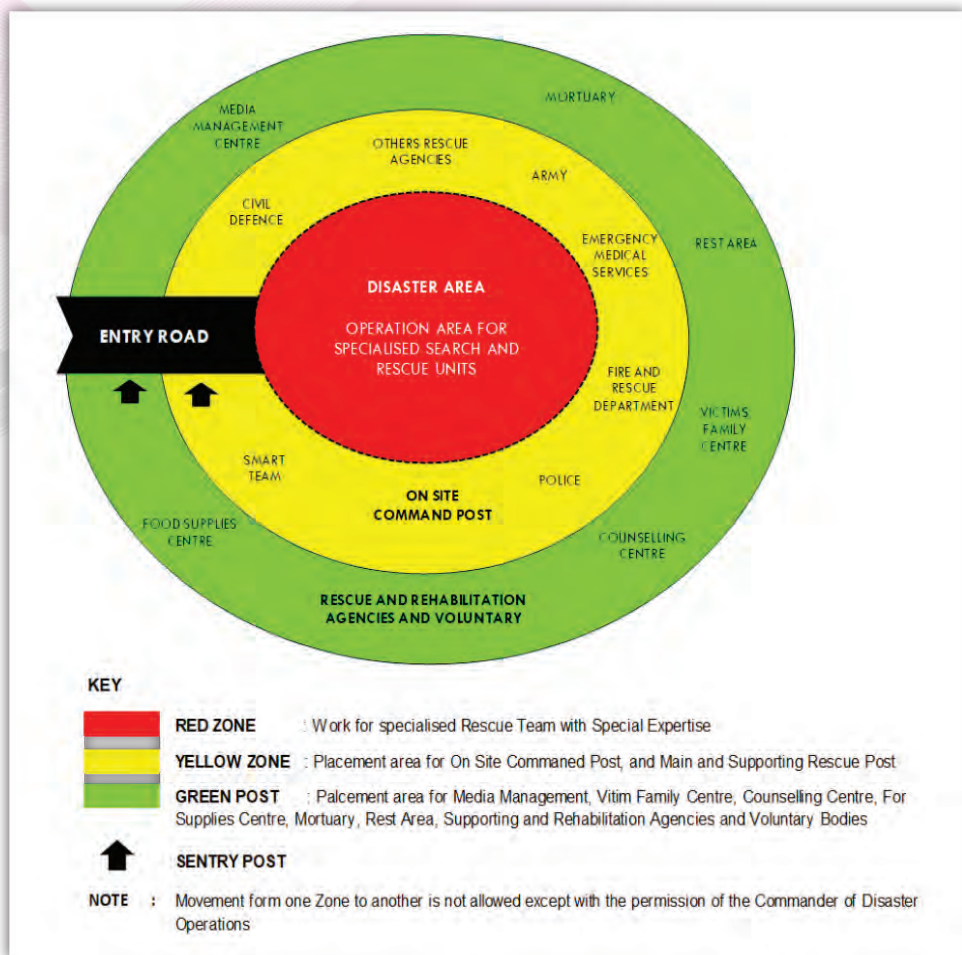 MORTUARY
MEDIA
MANAGEMENT
CENTRE
OTHERS RESCUE
AGENCIES
ARMY
CIVIL
DEFENCE
EMERGENCY
MEDICAL
SERVICES
REST AREA
DISASTER AREA
OPERATION AREA FOR
SPECIALISED SEARCH AND
RESCUE UNITS
ENTRY ROAD
FIRE AND
RESCUE
DEPARTMENT
VICTIMS
FAMILY
CENTRE
SMART
TEAM
POLICE
ON SITE
COMMAND POST
FOOD SUPPLIES
CENTRE
COUNSELLING
CENTRE
RESCUE AND REHABILITATION
AGENCIES AND VOLUNTARY
KEY
RED ZONE : Work for specialised Rescue Team with Special Expertise
YELLOW ZONE : Placement area for On Site Commaned Post, and Main and Supporting Rescue Post
GREEN POST : Palcement area for Media Management, Vitim Family Centre, Counselling Centre, For
Supplies Centre, Mortuary, Rest Area, Supporting and Rehabilitation Agencies and Voluntary Bodies
SENTRY POST
NOTE : Movement form one Zone to another is not allowed except with the permission of the Commander of Disaster
Operations